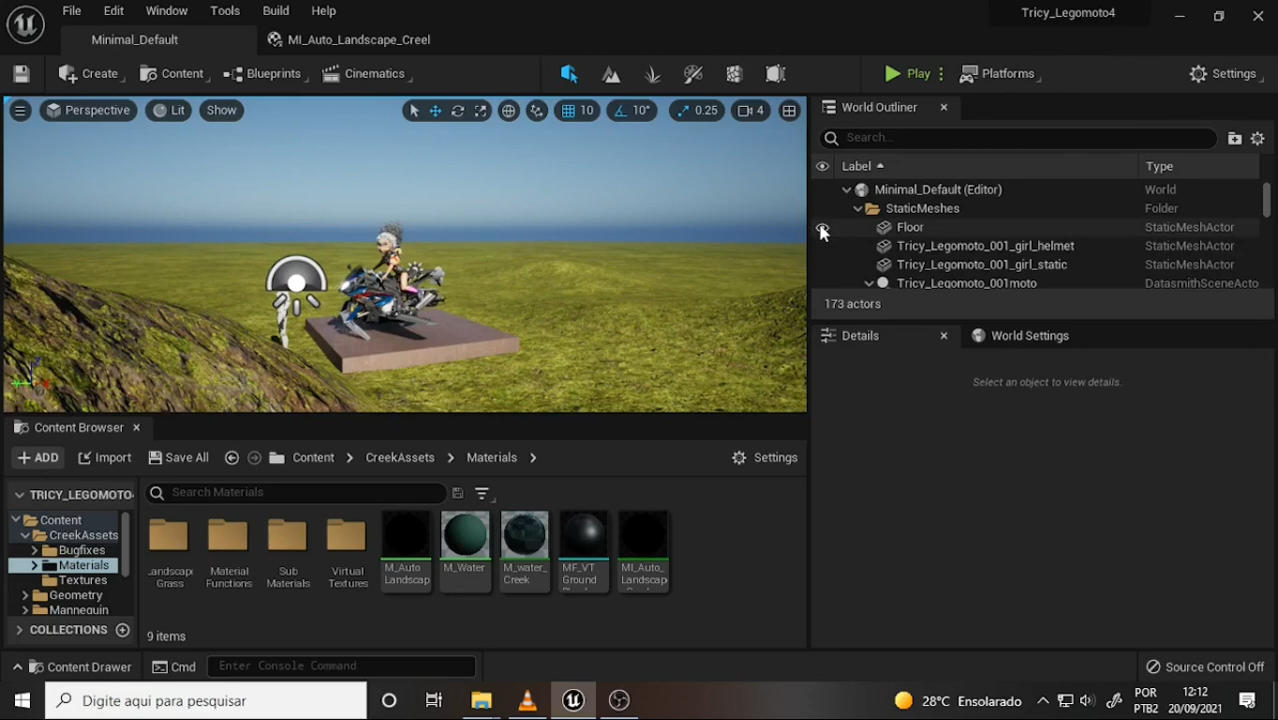 File Edit Window Tools Build Help Tricy_Legomoto4
Minimal_Default MI_Auto_Landscape_Creel
Create Content Blueprints Cinematics Play Platforms Settings
Perspective Lit Show 10 10° 0.25 4
World Outliner
Search...
Label Type
Minimal_Default (Editor) World
StaticMeshes Folder
Floor StaticMeshActor
Tricy_Legomoto_001_girl_helmet StaticMeshActor
Tricy_Legomoto_001_girl_static StaticMeshActor
Tricy_Legomoto_001moto DatasmithSceneActo
173 actors
Details World Settings
Select an object to view details.
Content Browser
ADD Import Save All Content CreekAssets Materials Settings
TRICY_LEGOMOTO4
Content
CreekAssets
Bugfixes
Materials
Textures
Geometry
Mannequin
COLLECTIONS
Search Materials
Landscape Grass
Material Functions
Sub Materials
Virtual Textures
M_Auto Landscap
M_Water
M_water_ Creek
MF_VT Ground
MI_Auto_ Landscap
9 items
Content Drawer Cmd Enter Console Command Source Control Off
Digite aqui para pesquisar 28°C Ensolarado POR PTB2 12:12 20/09/2021